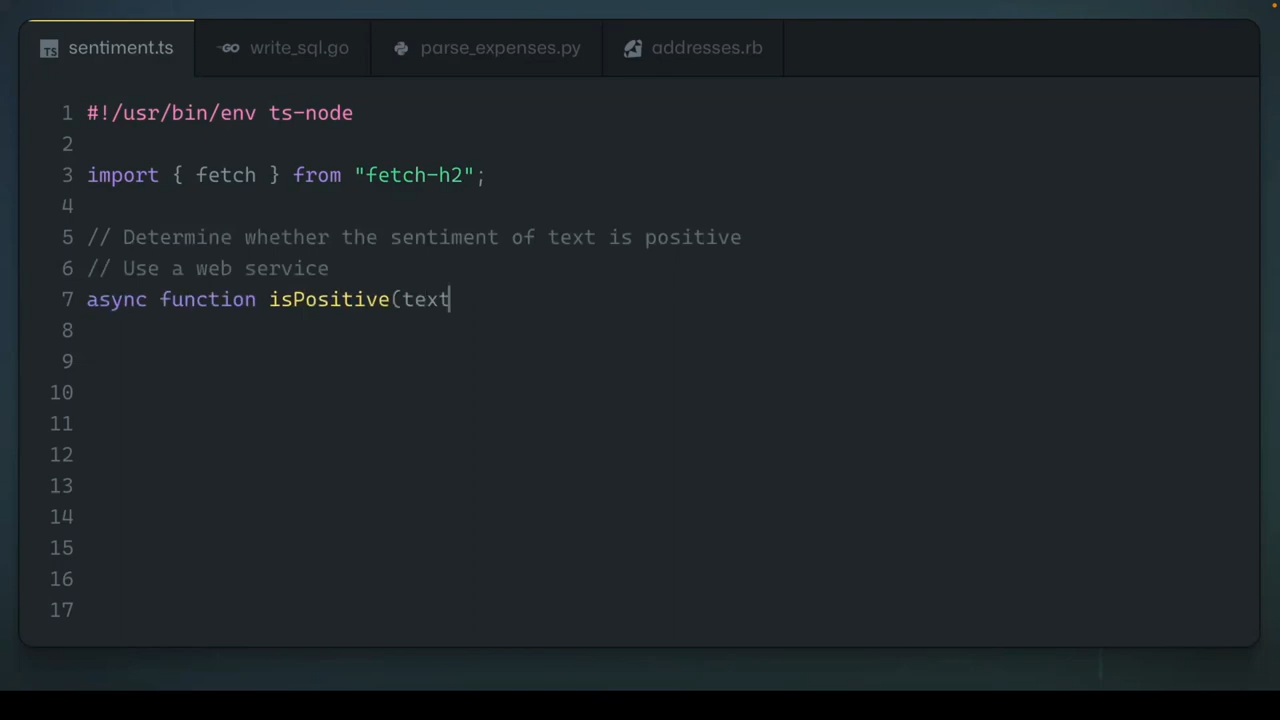 TS sentiment.ts
GO write_sql.go
parse_expenses.py
addresses.rb
1 #!/usr/bin/env ts-node
2
3 import { fetch } from "fetch-h2";
4
5 // Determine whether the sentiment of text is positive
6 // Use a web service
7 async function isPositive(text
8
9
10
11
12
13
14
15
16
17